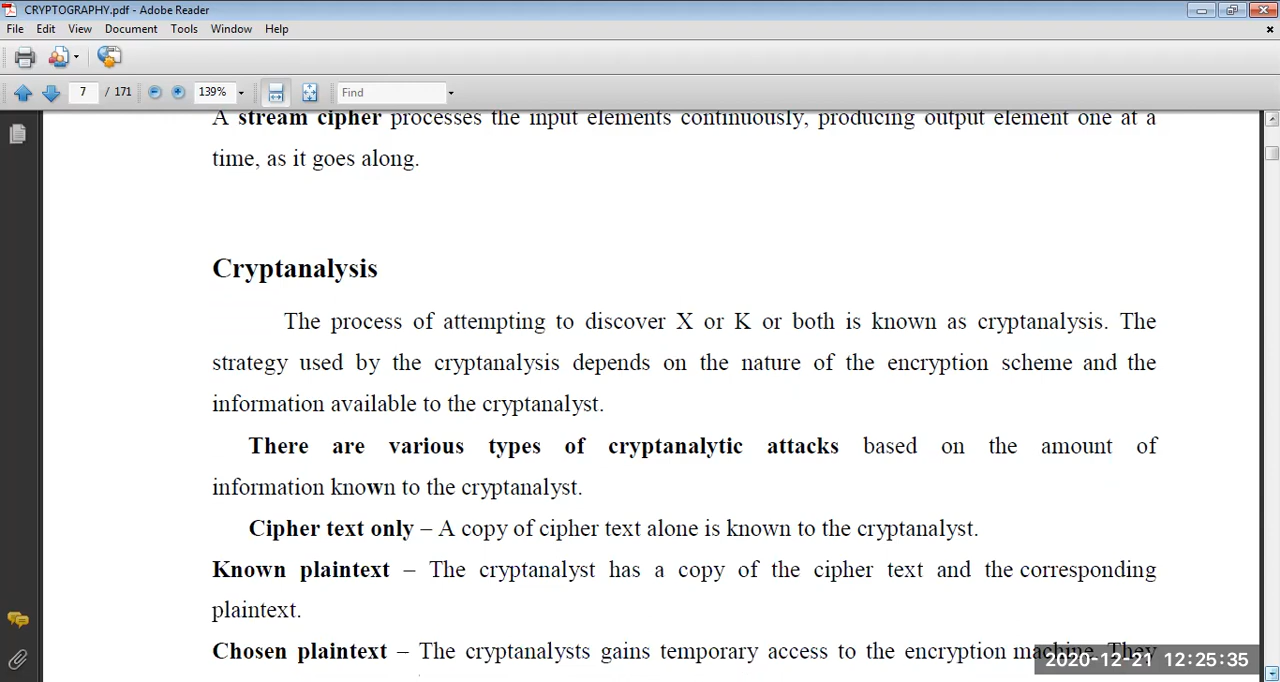 CRYPTOGRAPHY.pdf - Adobe Reader
File Edit View Document Tools Window Help
7 / 171 139% Find
A stream cipher processes the input elements continuously, producing output element one at a
time, as it goes along.
Cryptanalysis
The process of attempting to discover X or K or both is known as cryptanalysis. The
strategy used by the cryptanalysis depends on the nature of the encryption scheme and the
information available to the cryptanalyst.
There are various types of cryptanalytic attacks based on the amount of
information known to the cryptanalyst.
Cipher text only – A copy of cipher text alone is known to the cryptanalyst.
Known plaintext – The cryptanalyst has a copy of the cipher text and the corresponding
plaintext.
Chosen plaintext – The cryptanalysts gains temporary access to the encryption machine. They
2020-12-21 12:25:35